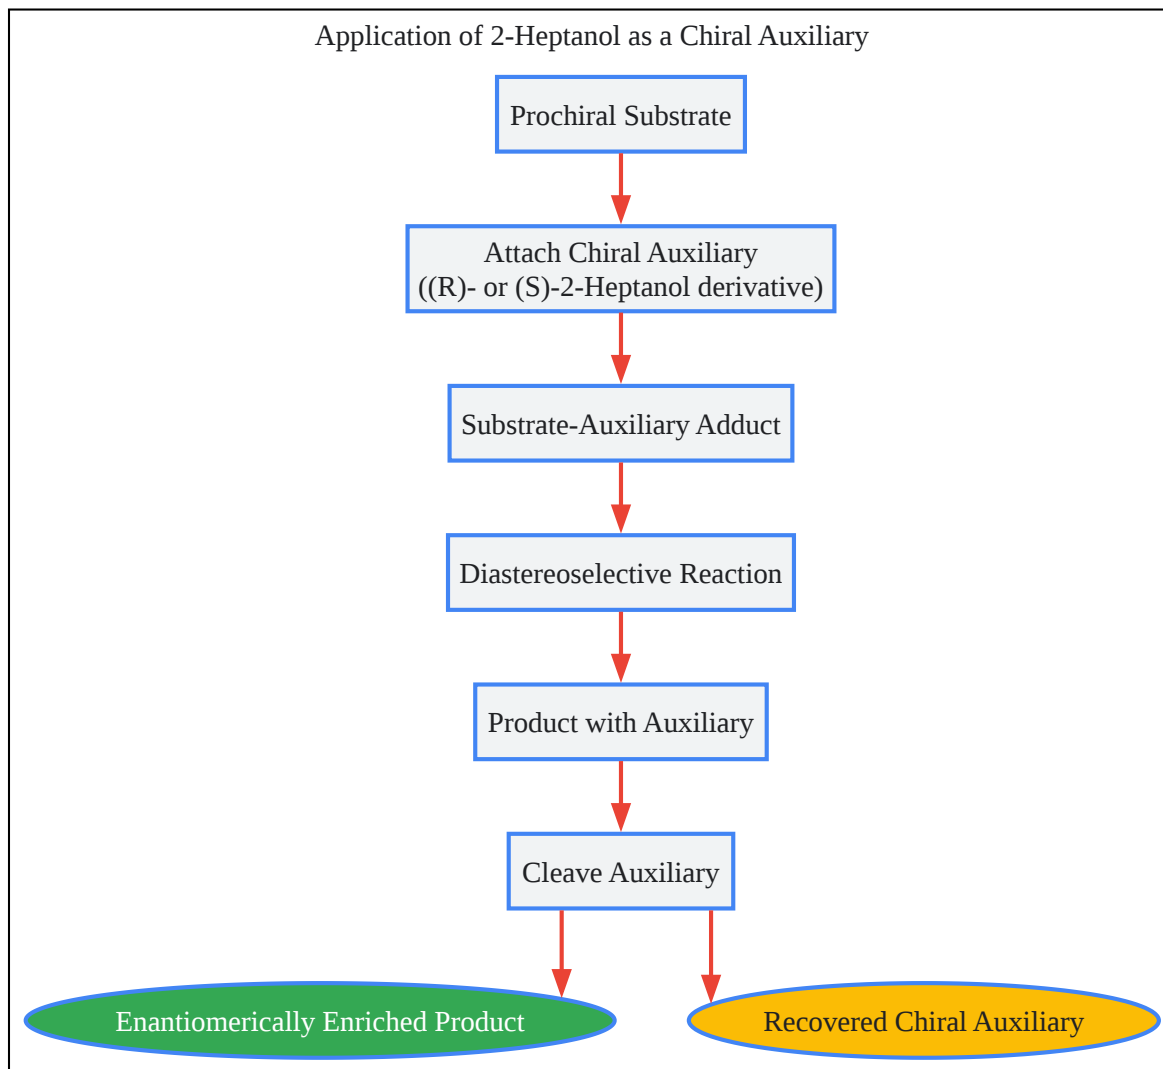 Application of 2-Heptanol as a Chiral Auxiliary
Prochiral Substrate
Attach Chiral Auxiliary
((R)- or (S)-2-Heptanol derivative)
Substrate-Auxiliary Adduct
Diastereoselective Reaction
Product with Auxiliary
Cleave Auxiliary
Enantiomerically Enriched Product
Recovered Chiral Auxiliary